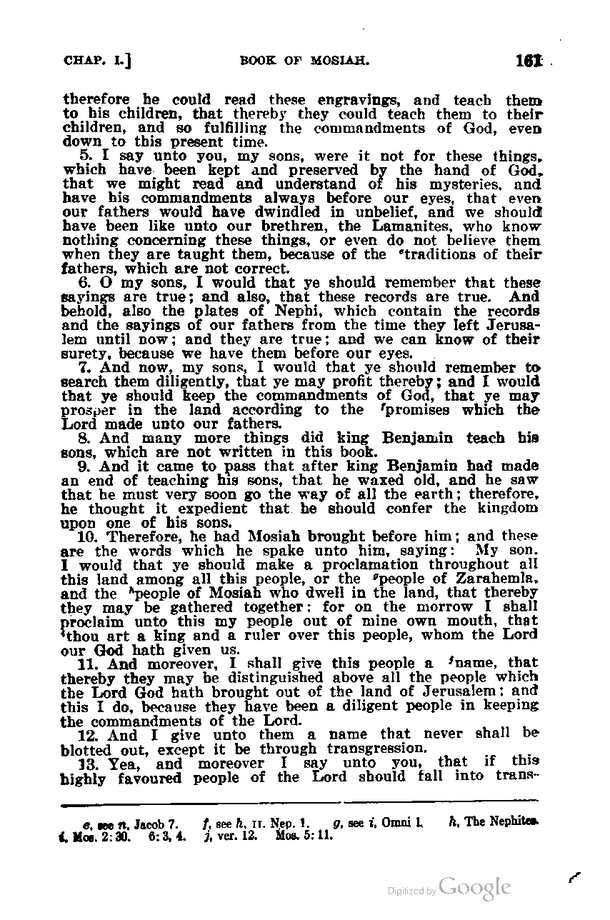 CHAP. I.] BOOK OF MOSIAH. 161
therefore he could read these engravings, and teach them
to his children, that thereby they could teach them to their
children, and so fulfilling the commandments of God, even
down to this present time.
5. I say unto you, my sons, were it not for these things,
which have been kept and preserved by the hand of God,
that we might read and understand of his mysteries, and
have his commandments always before our eyes, that even
our fathers would have dwindled in unbelief, and we should
have been like unto our brethren, the Lamanites, who know
nothing concerning these things, or even do not believe them
when they are taught them, because of the ᵉtraditions of their
fathers, which are not correct.
6. O my sons, I would that ye should remember that these
sayings are true; and also, that these records are true. And
behold, also the plates of Nephi, which contain the records
and the sayings of our fathers from the time they left Jerusa-
lem until now; and they are true; and we can know of their
surety, because we have them before our eyes.
7. And now, my sons, I would that ye should remember to
search them diligently, that ye may profit thereby; and I would
that ye should keep the commandments of God, that ye may
prosper in the land according to the ᶠpromises which the
Lord made unto our fathers.
8. And many more things did king Benjamin teach his
sons, which are not written in this book.
9. And it came to pass that after king Benjamin had made
an end of teaching his sons, that he waxed old, and he saw
that he must very soon go the way of all the earth; therefore,
he thought it expedient that he should confer the kingdom
upon one of his sons.
10. Therefore, he had Mosiah brought before him; and these
are the words which he spake unto him, saying: My son,
I would that ye should make a proclamation throughout all
this land among all this people, or the ᵍpeople of Zarahemla,
and the ʰpeople of Mosiah who dwell in the land, that thereby
they may be gathered together: for on the morrow I shall
proclaim unto this my people out of mine own mouth, that
ⁱthou art a king and a ruler over this people, whom the Lord
our God hath given us.
11. And moreover, I shall give this people a ʲname, that
thereby they may be distinguished above all the people which
the Lord God hath brought out of the land of Jerusalem; and
this I do, because they have been a diligent people in keeping
the commandments of the Lord.
12. And I give unto them a name that never shall be
blotted out, except it be through transgression.
13. Yea, and moreover I say unto you, that if this
highly favoured people of the Lord should fall into trans-
e, see n, Jacob 7. f, see h, II. Nep. 1. g, see i, Omni 1. h, The Nephites.
i, Mos. 2:30. 6:3, 4. j, ver. 12. Mos. 5:11.
Digitized by Google